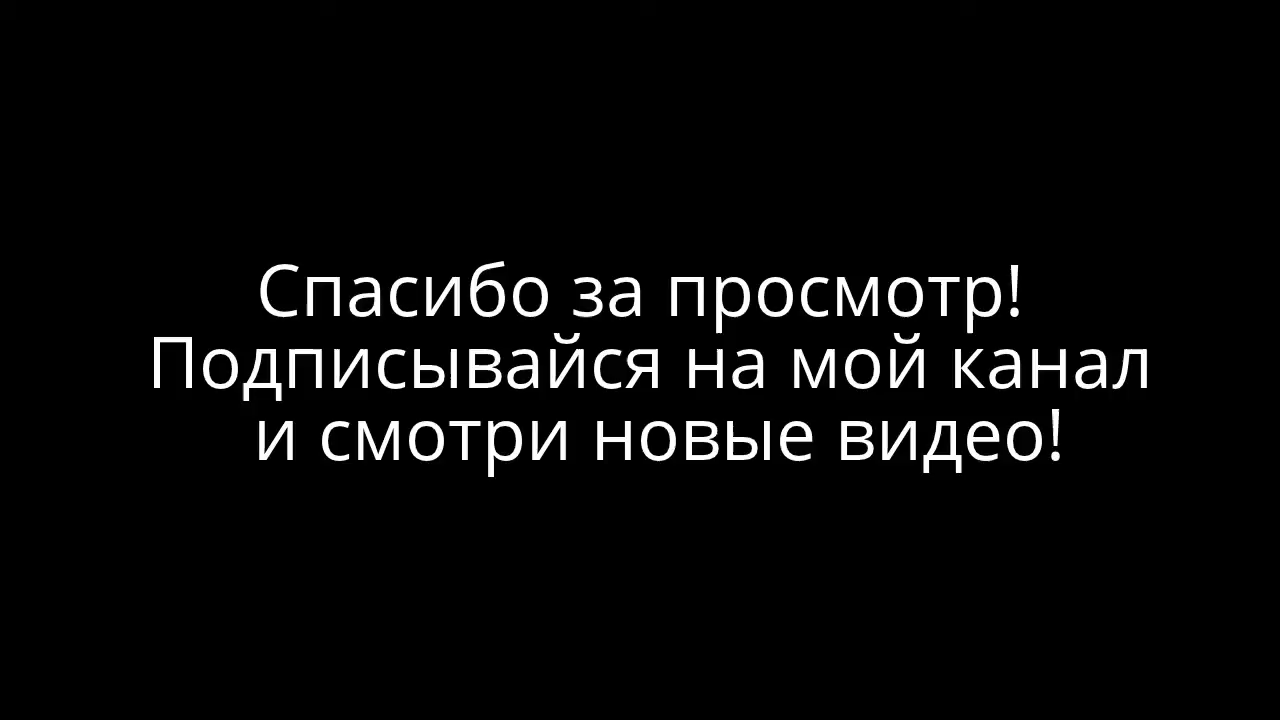 Спасибо за просмотр!
Подписывайся на мой канал
и смотри новые видео!